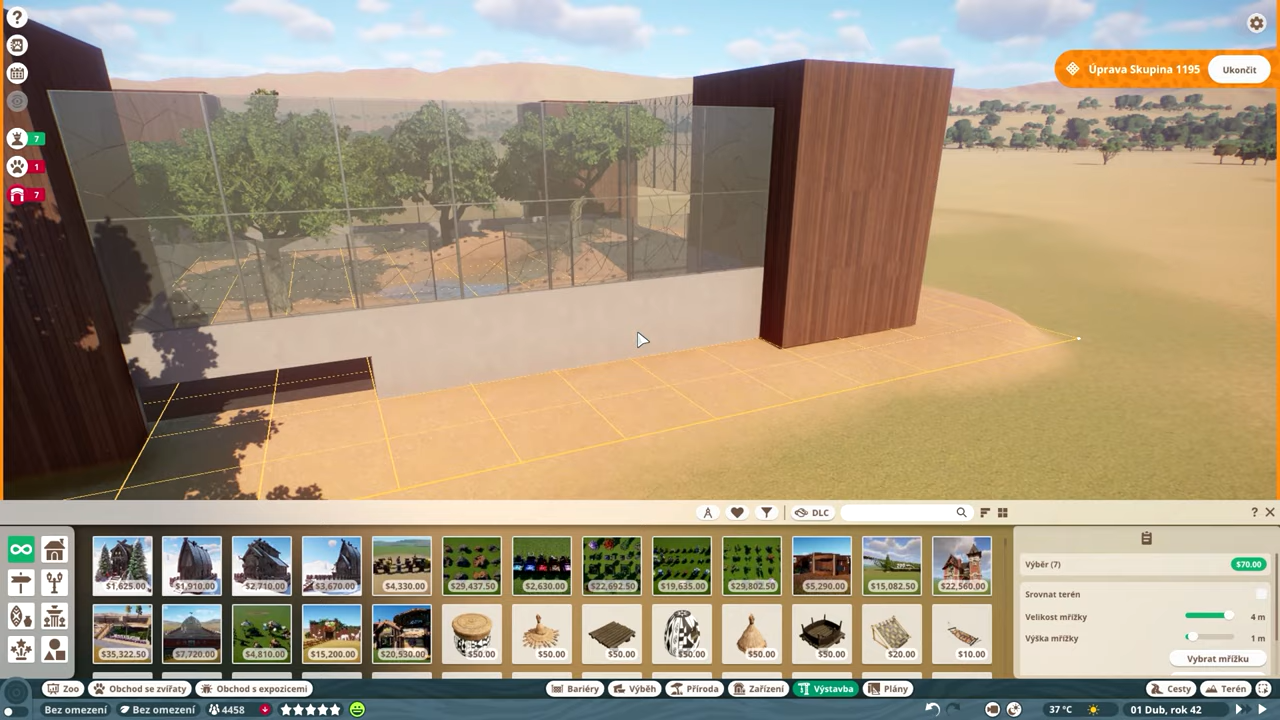 ?
Úprava Skupina 1195
Ukončit
7
1
7
DLC
? ✕
$1,625.00 $1,910.00 $2,710.00 $3,670.00 $4,330.00 $29,437.50 $2,630.00 $22,692.50 $19,635.00 $29,802.50 $5,290.00 $15,082.50 $22,560.00
$35,322.50 $7,720.00 $4,810.00 $15,200.00 $20,930.00 $50.00 $50.00 $50.00 $50.00 $50.00 $50.00 $20.00 $10.00
Výběr (7) $70.00
Srovnat terén
Velikost mřížky 4 m
Výška mřížky 1 m
Vybrat mřížku
Zoo Obchod se zvířaty Obchod s expozicemi Bariéry Výběh Příroda Zařízení Výstavba Plány Cesty Terén
Bez omezení Bez omezení 4458 37 °C 01 Dub, rok 42